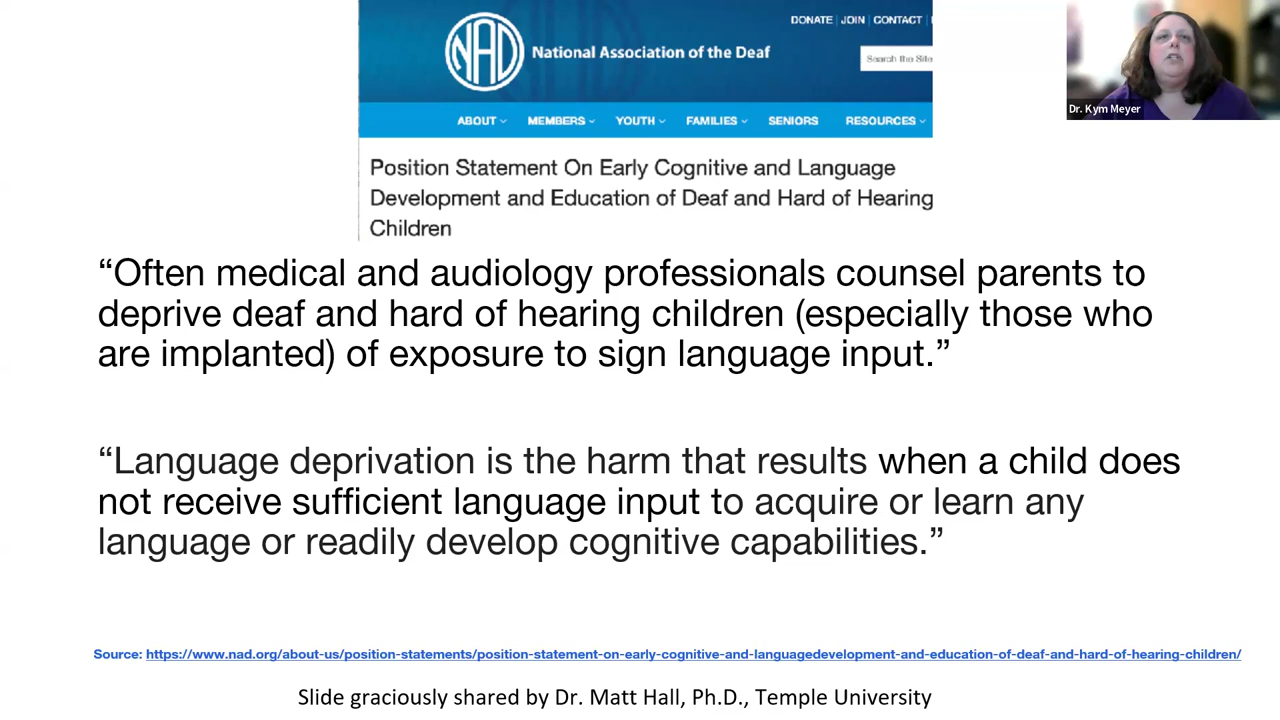 DONATE | JOIN | CONTACT |
NAD National Association of the Deaf
Search the Site
ABOUT MEMBERS YOUTH FAMILIES SENIORS RESOURCES
Dr. Kym Meyer
Position Statement On Early Cognitive and Language
Development and Education of Deaf and Hard of Hearing
Children
“Often medical and audiology professionals counsel parents to
deprive deaf and hard of hearing children (especially those who
are implanted) of exposure to sign language input.”
“Language deprivation is the harm that results when a child does
not receive sufficient language input to acquire or learn any
language or readily develop cognitive capabilities.”
Source: https://www.nad.org/about-us/position-statements/position-statement-on-early-cognitive-and-languagedevelopment-and-education-of-deaf-and-hard-of-hearing-children/
Slide graciously shared by Dr. Matt Hall, Ph.D., Temple University